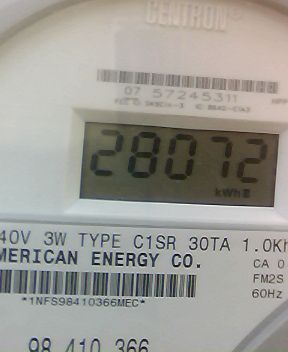 CENTRON®
07 57245311
28072
kWh
40V 3W TYPE C1SR 30TA 1.0Kh
MERICAN ENERGY CO.
CA 0
FM2S
60Hz
*1NFS98410366MEC*
98 410 366